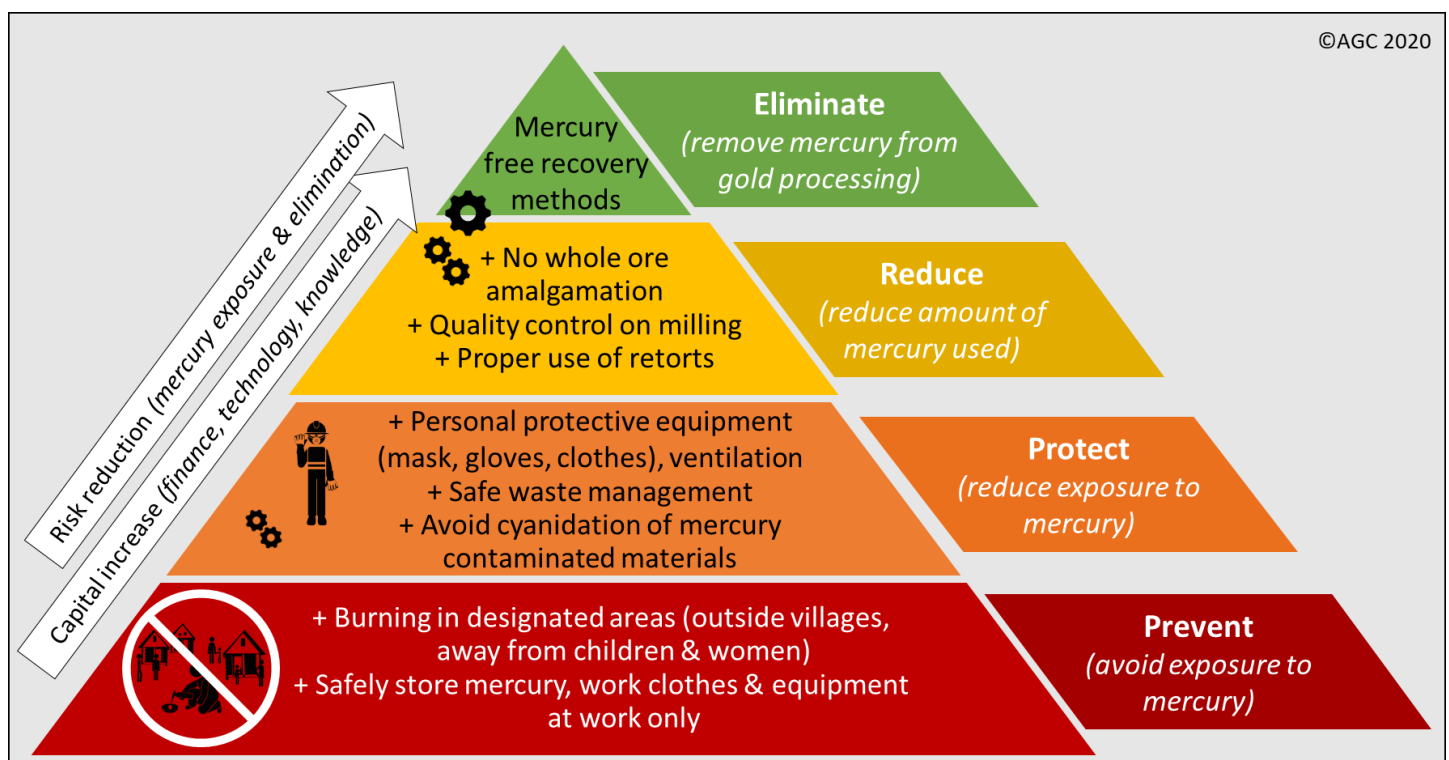 ©AGC 2020
Risk reduction (mercury exposure & elimination)
Capital increase (finance, technology, knowledge)
Mercury
free recovery
methods
Eliminate
(remove mercury from
gold processing)
+ No whole ore
amalgamation
+ Quality control on milling
+ Proper use of retorts
Reduce
(reduce amount of
mercury used)
+ Personal protective equipment
(mask, gloves, clothes), ventilation
+ Safe waste management
+ Avoid cyanidation of mercury
contaminated materials
Protect
(reduce exposure to
mercury)
+ Burning in designated areas (outside villages,
away from children & women)
+ Safely store mercury, work clothes & equipment
at work only
Prevent
(avoid exposure to
mercury)